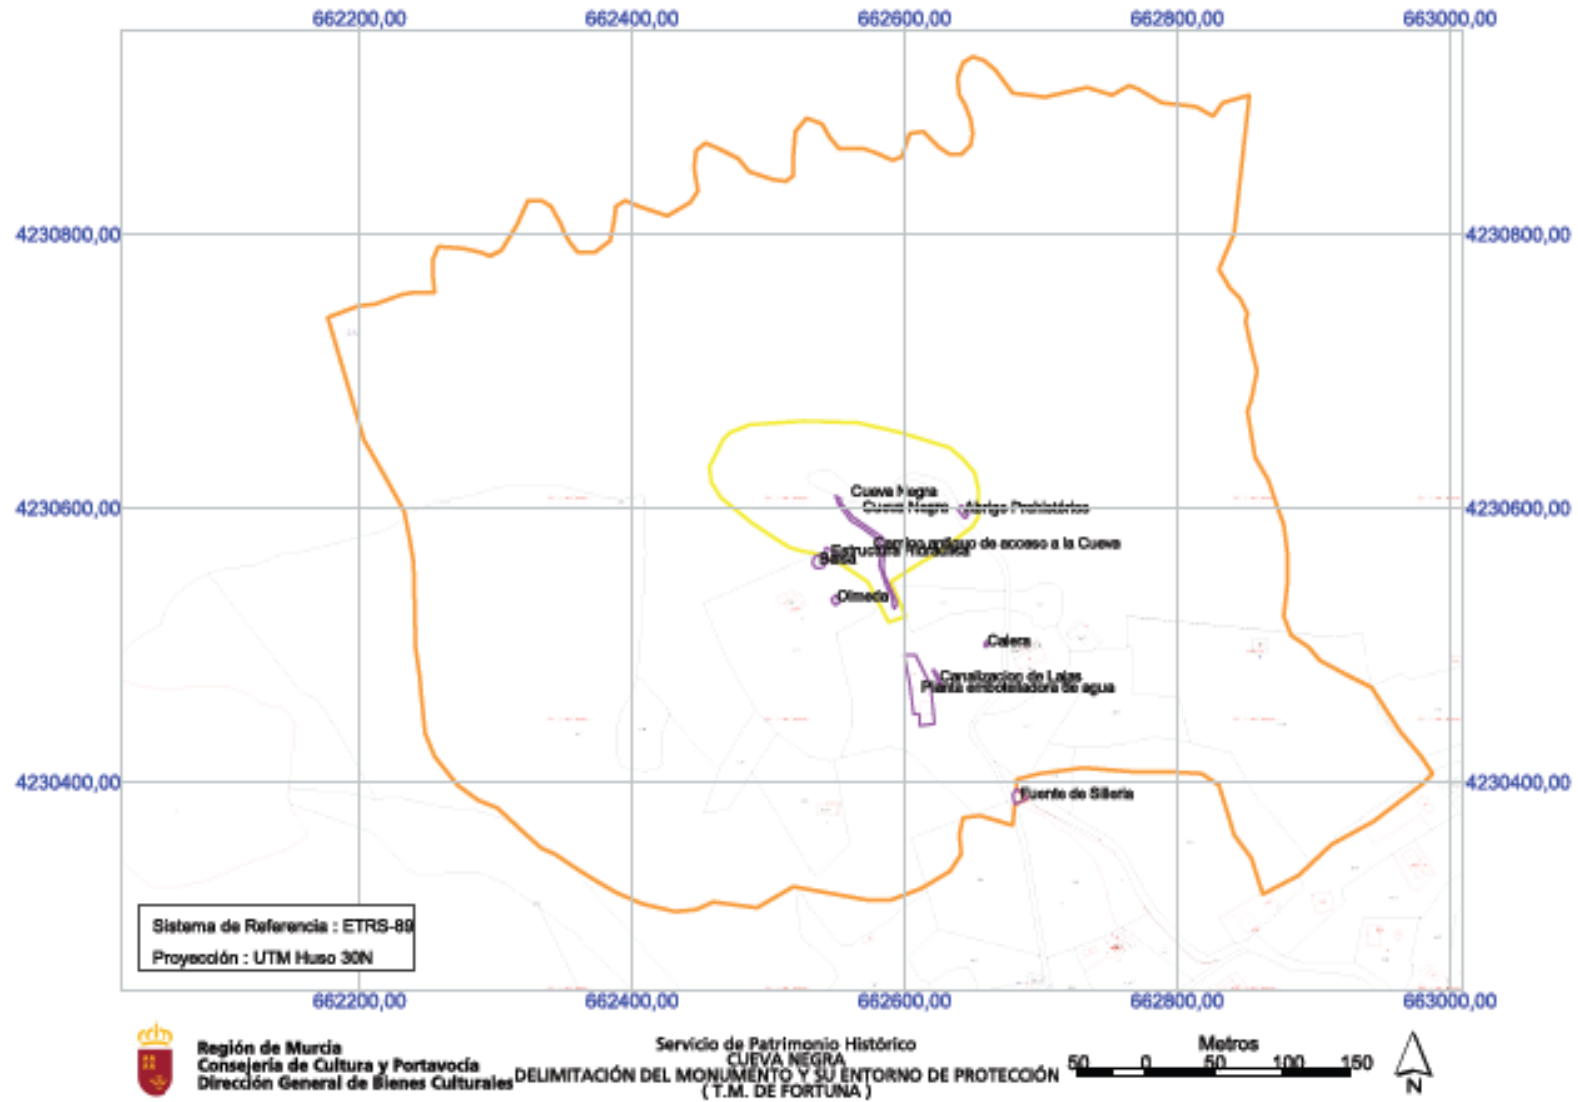 662200,00 662400,00 662600,00 662800,00 663000,00
4230800,00 4230800,00
Cueva Negra
4230600,00 Cueva Negra Abrigo Prehistórico 4230600,00
Camino antiguo de acceso a la Cueva
Estructura Hidráulica
Balsa
Olmeda
Calera
Canalizacion de Lajas
Planta embotelladora de agua
4230400,00 4230400,00
Fuente de Silleria
Sistema de Referencia : ETRS-89
Proyección : UTM Huso 30N
662200,00 662400,00 662600,00 662800,00 663000,00
Región de Murcia
Consejería de Cultura y Portavocía
Dirección General de Bienes Culturales
Servicio de Patrimonio Histórico
CUEVA NEGRA
DELIMITACIÓN DEL MONUMENTO Y SU ENTORNO DE PROTECCIÓN
( T.M. DE FORTUNA )
Metros
50 0 50 100 150
N